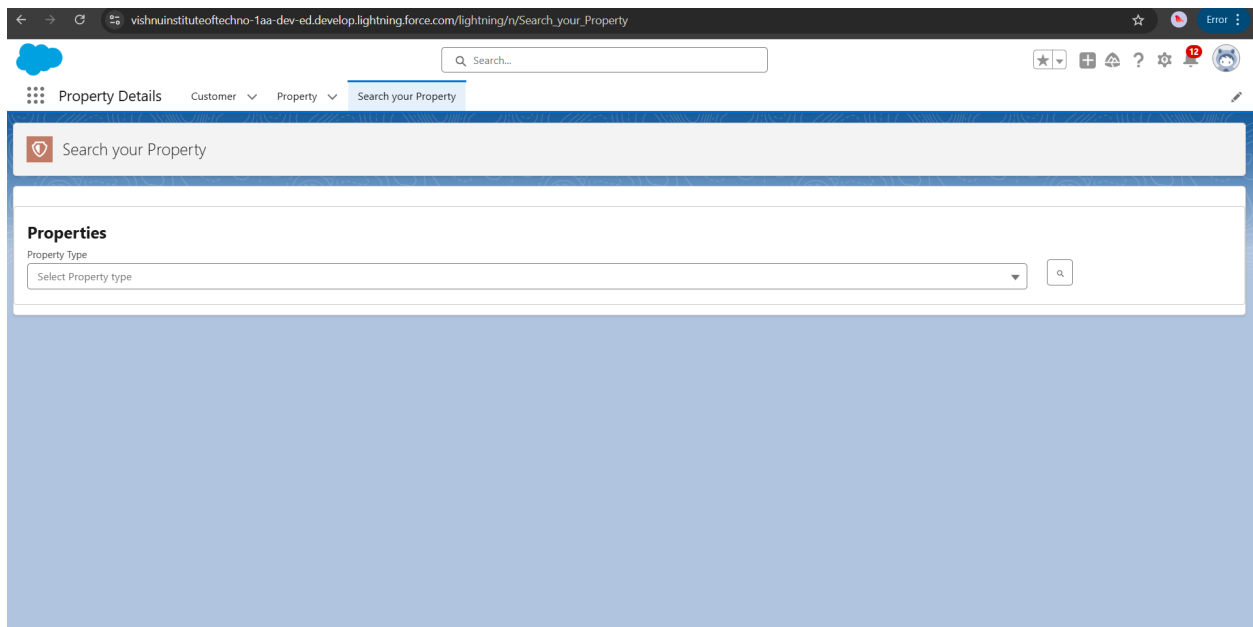 vishnuinstituteoftechno-1aa-dev-ed.develop.lightning.force.com/lightning/n/Search_your_Property Error
Search... 12
Property Details Customer Property Search your Property
Search your Property
Properties
Property Type
Select Property type